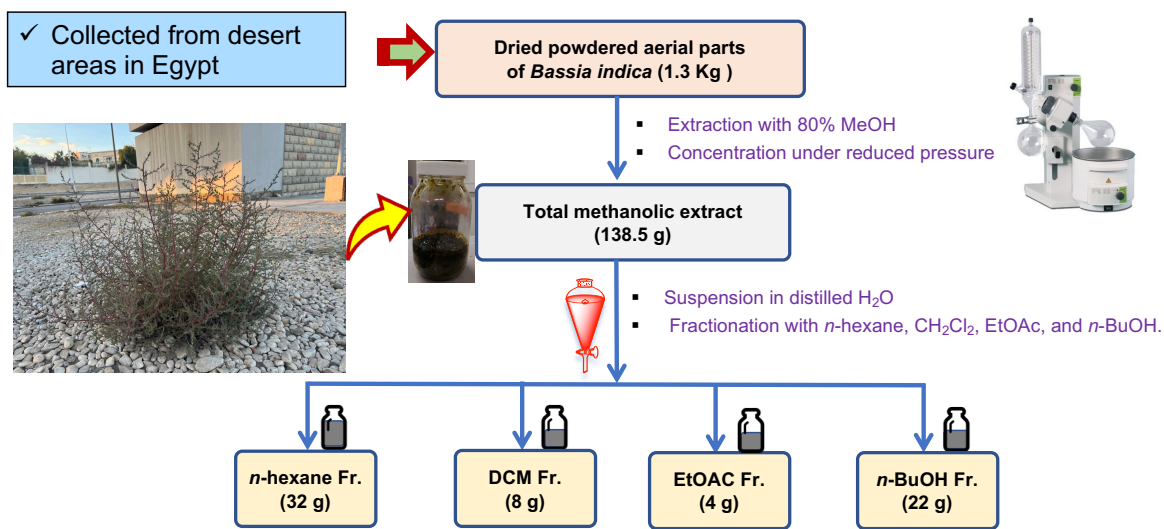 ✓ Collected from desert
areas in Egypt
Dried powdered aerial parts
of Bassia indica (1.3 Kg )
▪ Extraction with 80% MeOH
▪ Concentration under reduced pressure
Total methanolic extract
(138.5 g)
▪ Suspension in distilled H₂O
▪ Fractionation with n-hexane, CH₂Cl₂, EtOAc, and n-BuOH.
n-hexane Fr.
(32 g)
DCM Fr.
(8 g)
EtOAC Fr.
(4 g)
n-BuOH Fr.
(22 g)